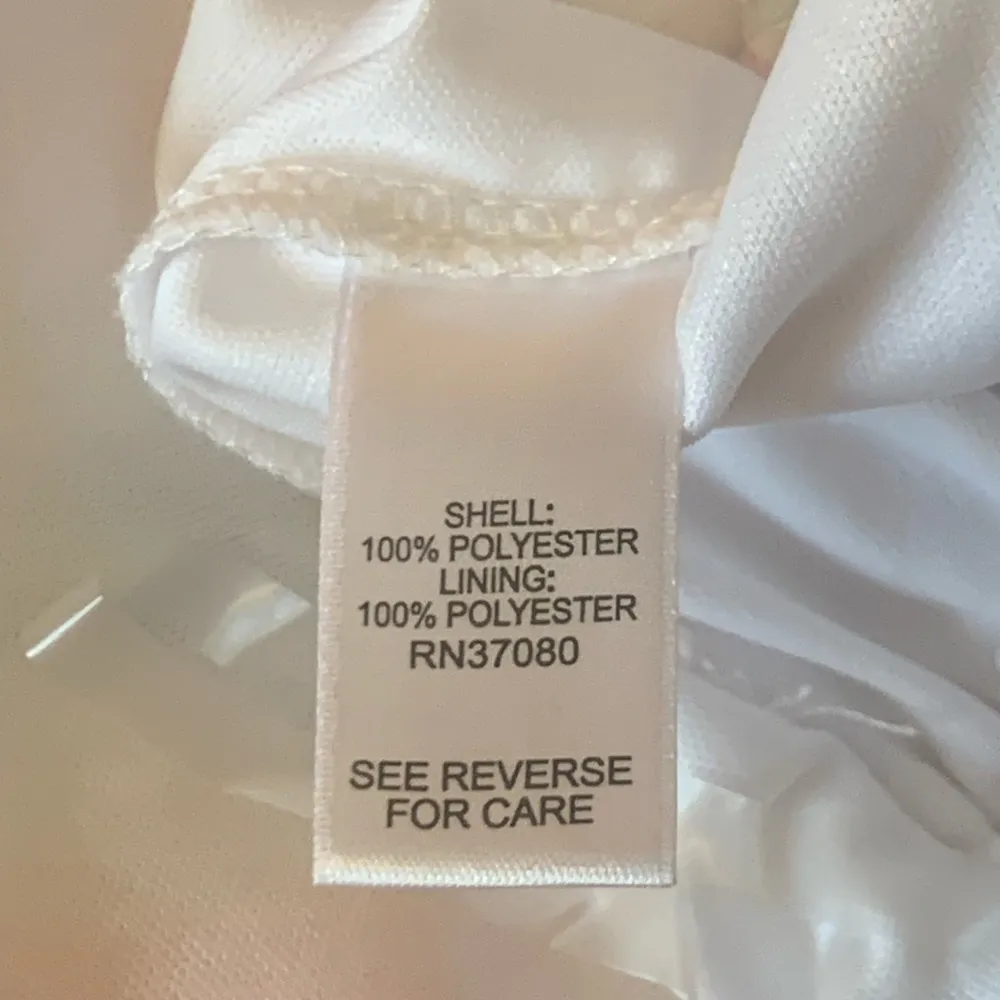 SHELL:
100% POLYESTER
LINING:
100% POLYESTER
RN37080
SEE REVERSE
FOR CARE